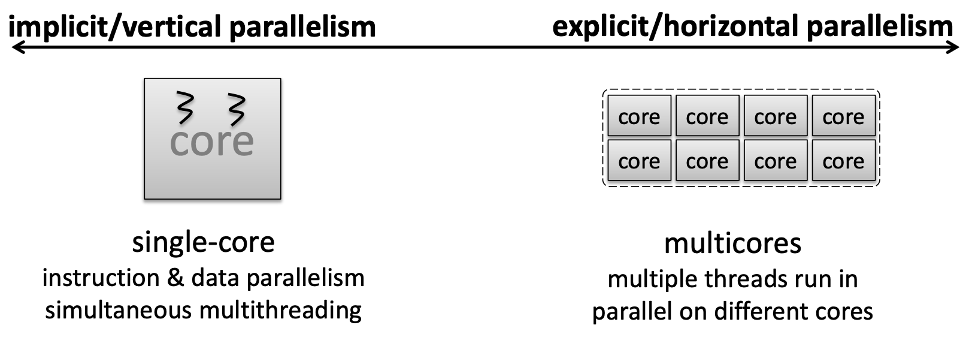 implicit/vertical parallelism
explicit/horizontal parallelism
core
core core core core
core core core core
single-core
instruction & data parallelism
simultaneous multithreading
multicores
multiple threads run in
parallel on different cores